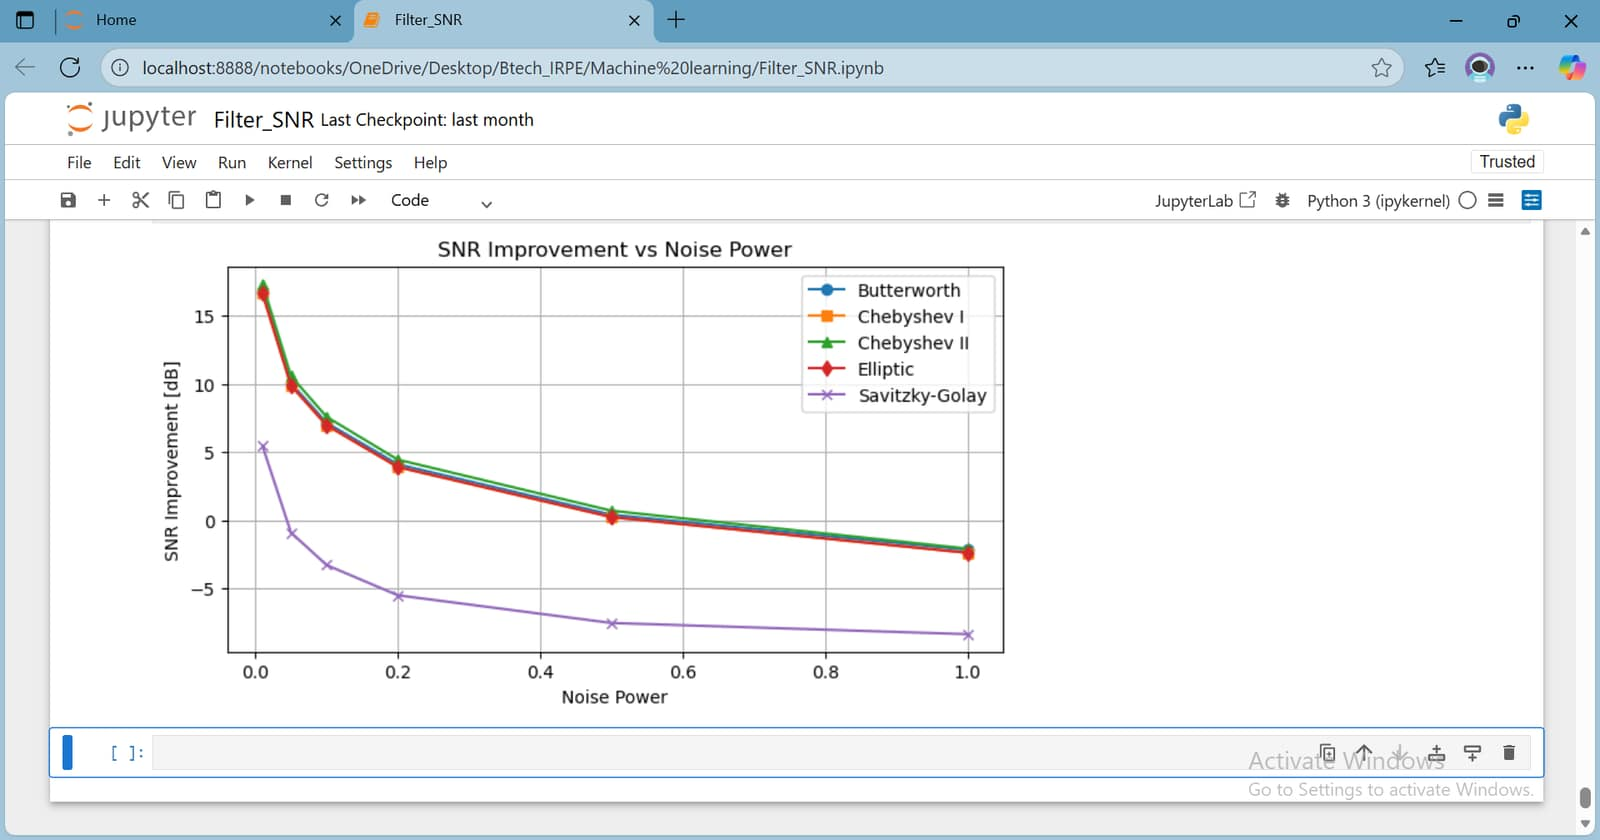 Home
Filter_SNR
localhost:8888/notebooks/OneDrive/Desktop/Btech_IRPE/Machine%20learning/Filter_SNR.ipynb
jupyter Filter_SNR Last Checkpoint: last month
File Edit View Run Kernel Settings Help
Trusted
Code
JupyterLab
Python 3 (ipykernel)
SNR Improvement vs Noise Power
Butterworth
Chebyshev I
Chebyshev II
Elliptic
Savitzky-Golay
SNR Improvement [dB]
15
10
5
0
−5
0.0 0.2 0.4 0.6 0.8 1.0
Noise Power
[ ]:
Activate Windows
Go to Settings to activate Windows.